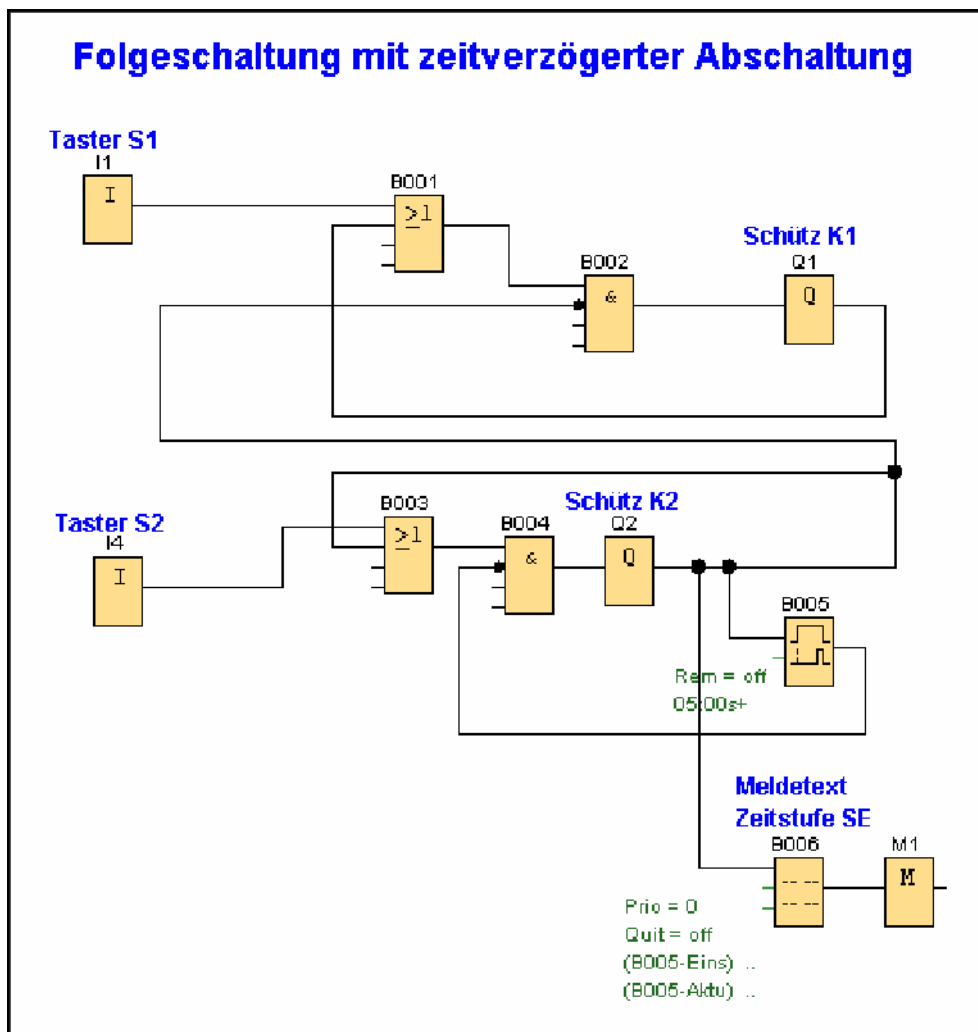 Folgeschaltung mit zeitverzögerter Abschaltung
Taster S1
I1
I
B001
≥1
B002
&
Schütz K1
Q1
Q
Taster S2
I4
I
B003
≥1
B004
&
Schütz K2
Q2
Q
B005
Rem = off
05:00s+
Meldetext
Zeitstufe SE
B006
M1
M
Prio = 0
Quit = off
(B005-Eins) ..
(B005-Aktu) ..